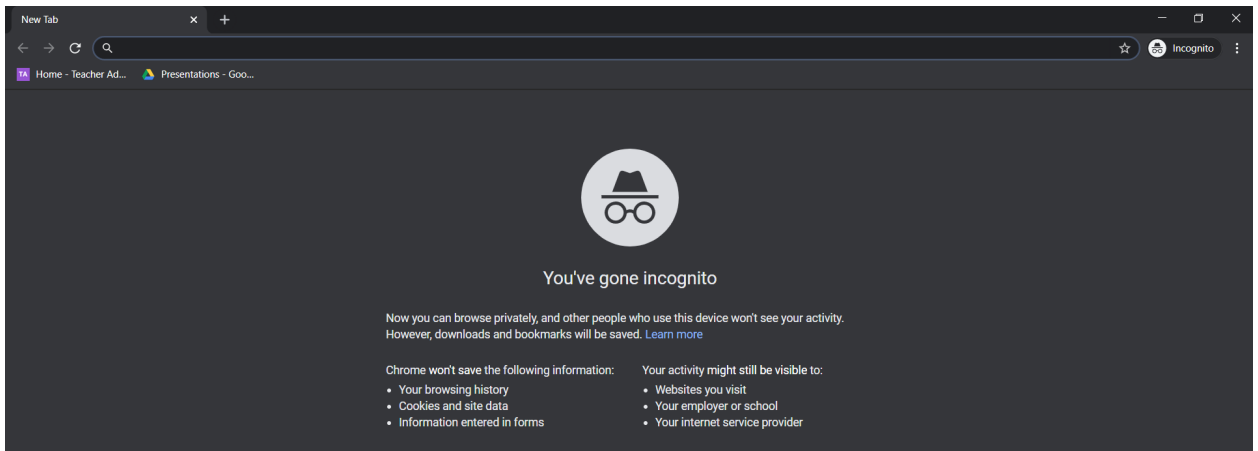 New Tab
Incognito
TA Home - Teacher Ad... Presentations - Goo...
You've gone incognito
Now you can browse privately, and other people who use this device won't see your activity.
However, downloads and bookmarks will be saved. Learn more
Chrome won't save the following information:
• Your browsing history
• Cookies and site data
• Information entered in forms
Your activity might still be visible to:
• Websites you visit
• Your employer or school
• Your internet service provider